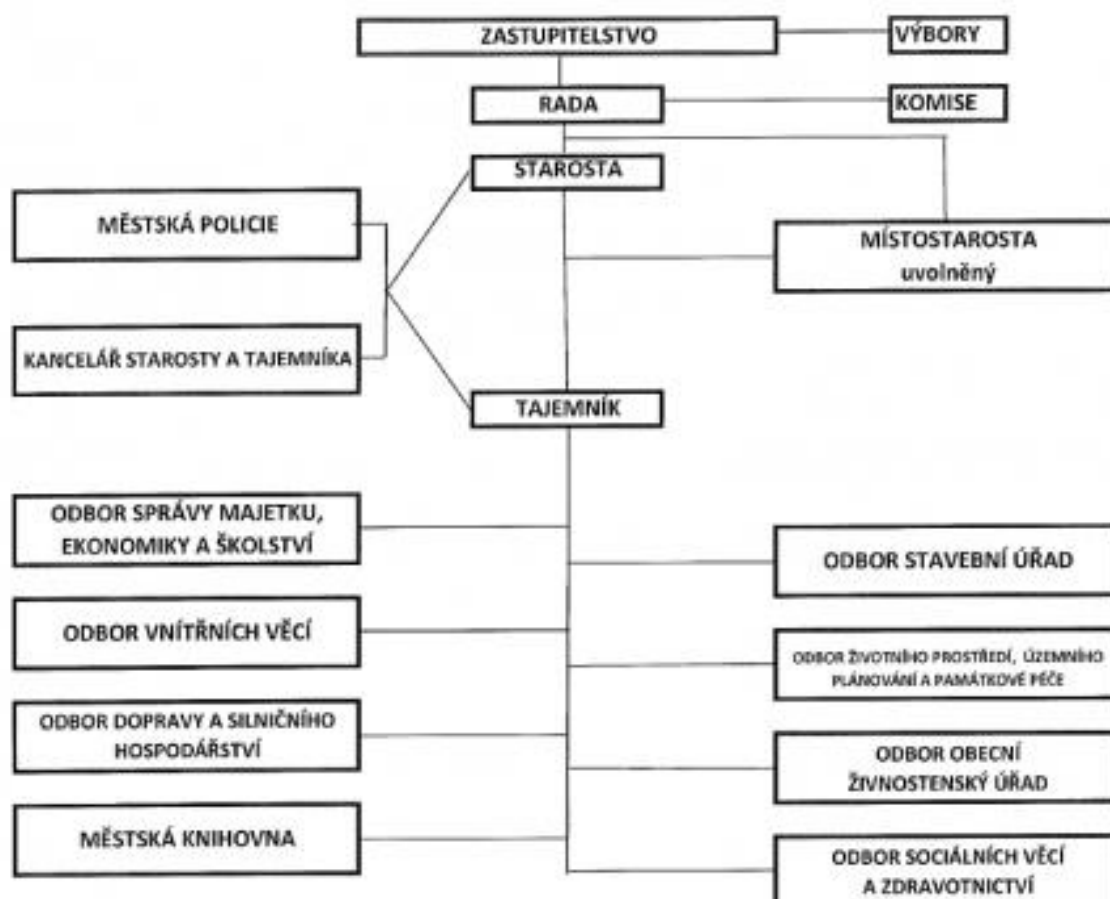 ZASTUPITELSTVO
VÝBORY
RADA
KOMISE
STAROSTA
MĚSTSKÁ POLICIE
MÍSTOSTAROSTA
uvolněný
KANCELÁŘ STAROSTY A TAJEMNÍKA
TAJEMNÍK
ODBOR SPRÁVY MAJETKU,
EKONOMIKY A ŠKOLSTVÍ
ODBOR STAVEBNÍ ÚŘAD
ODBOR VNITŘNÍCH VĚCÍ
ODBOR ŽIVOTNÍHO PROSTŘEDÍ, ÚZEMNÍHO
PLÁNOVÁNÍ A PAMÁTKOVÉ PÉČE
ODBOR DOPRAVY A SILNIČNÍHO
HOSPODÁŘSTVÍ
ODBOR OBECNÍ
ŽIVNOSTENSKÝ ÚŘAD
MĚSTSKÁ KNIHOVNA
ODBOR SOCIÁLNÍCH VĚCÍ
A ZDRAVOTNICTVÍ